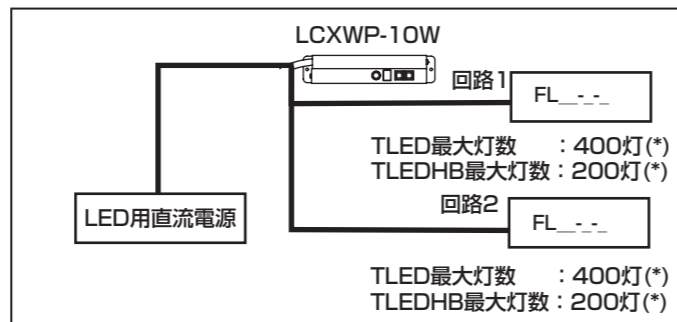 LCXWP-10W
回路1
FL__-_-_
TLED最大灯数　：400灯(*)
TLEDHB最大灯数：200灯(*)
LED用直流電源
回路2
FL__-_-_
TLED最大灯数　：400灯(*)
TLEDHB最大灯数：200灯(*)